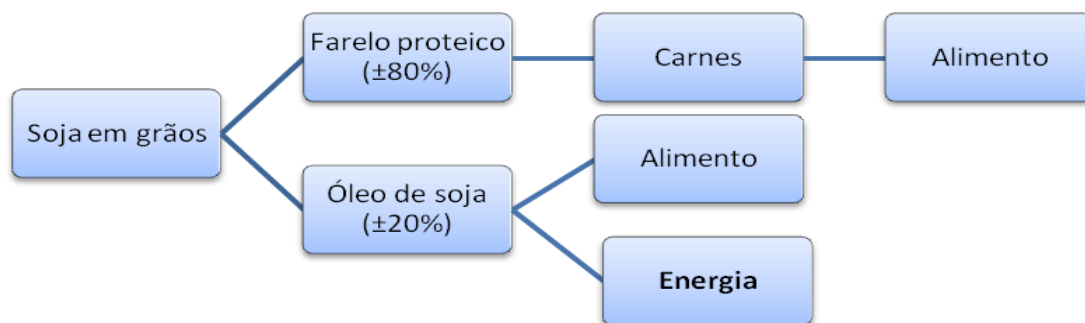 Farelo proteico
(±80%)
Carnes
Alimento
Soja em grãos
Alimento
Óleo de soja
(±20%)
Energia